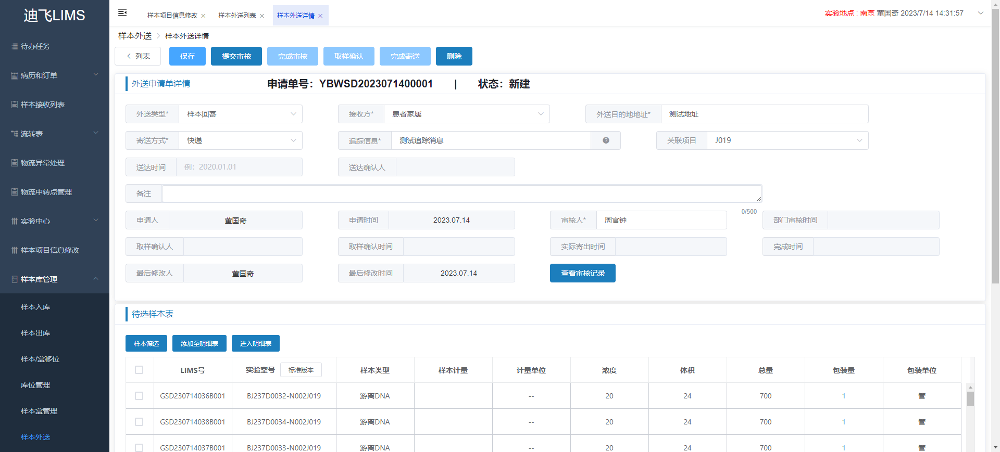 迪飞LIMS
待办任务
病历和订单
样本接收列表
流转表
物流异常处理
物流中转点管理
实验中心
样本项目信息修改
样本库管理
样本入库
样本出库
样本/盒移位
库位管理
样本盒管理
样本外送
样本项目信息修改 × 样本外送列表 × 样本外送详情 ×
实验地点 : 南京 董国奇 2023/7/14 14:31:57
样本外送 > 样本外送详情
< 列表 保存 提交审核 完成审核 取样确认 完成寄送 删除
外送申请单详情 申请单号：YBWSD2023071400001 | 状态：新建
外送类型* 样本回寄 接收方* 患者家属 外送目的地地址* 测试地址
寄送方式* 快递 追踪信息* 测试追踪消息 ? 关联项目 J019
送达时间 例：2020.01.01 送达确认人
备注
0/500
申请人 董国奇 申请时间 2023.07.14 审核人* 周官钟 部门审核时间
取样确认人 取样确认时间 实际寄出时间 完成时间
最后修改人 董国奇 最后修改时间 2023.07.14 查看审核记录
待选样本表
样本筛选 添加至明细表 进入明细表
LIMS号 实验室号 标准版本 样本类型 样本计量 计量单位 浓度 体积 总量 包装量 包装单位
GSD230714036B001 BJ237D0032-N002J019 游离DNA -- 20 24 700 1 管
GSD230714038B001 BJ237D0034-N002J019 游离DNA -- 20 24 700 1 管
GSD230714037B001 BJ237D0033-N002J019 游离DNA -- 20 24 700 1 管